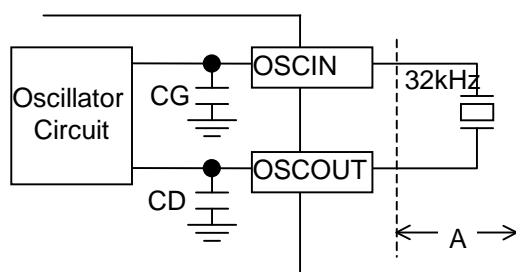 OSCIN
32kHz
Oscillator
Circuit
CG
OSCOUT
CD
A